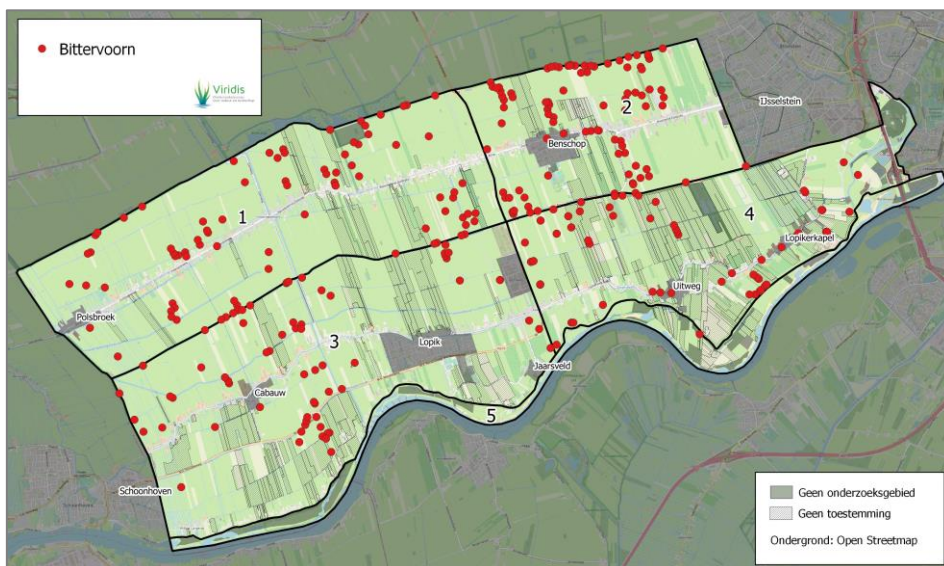 Bittervoorn
Viridis
IJsselstein
2
Benschop
1
4
Lopikerkapel
Uitweg
Polsbroek
3
Lopik
Jaarsveld
Cabauw
5
Schoonhoven
Geen onderzoeksgebied
Geen toestemming
Ondergrond: Open Streetmap